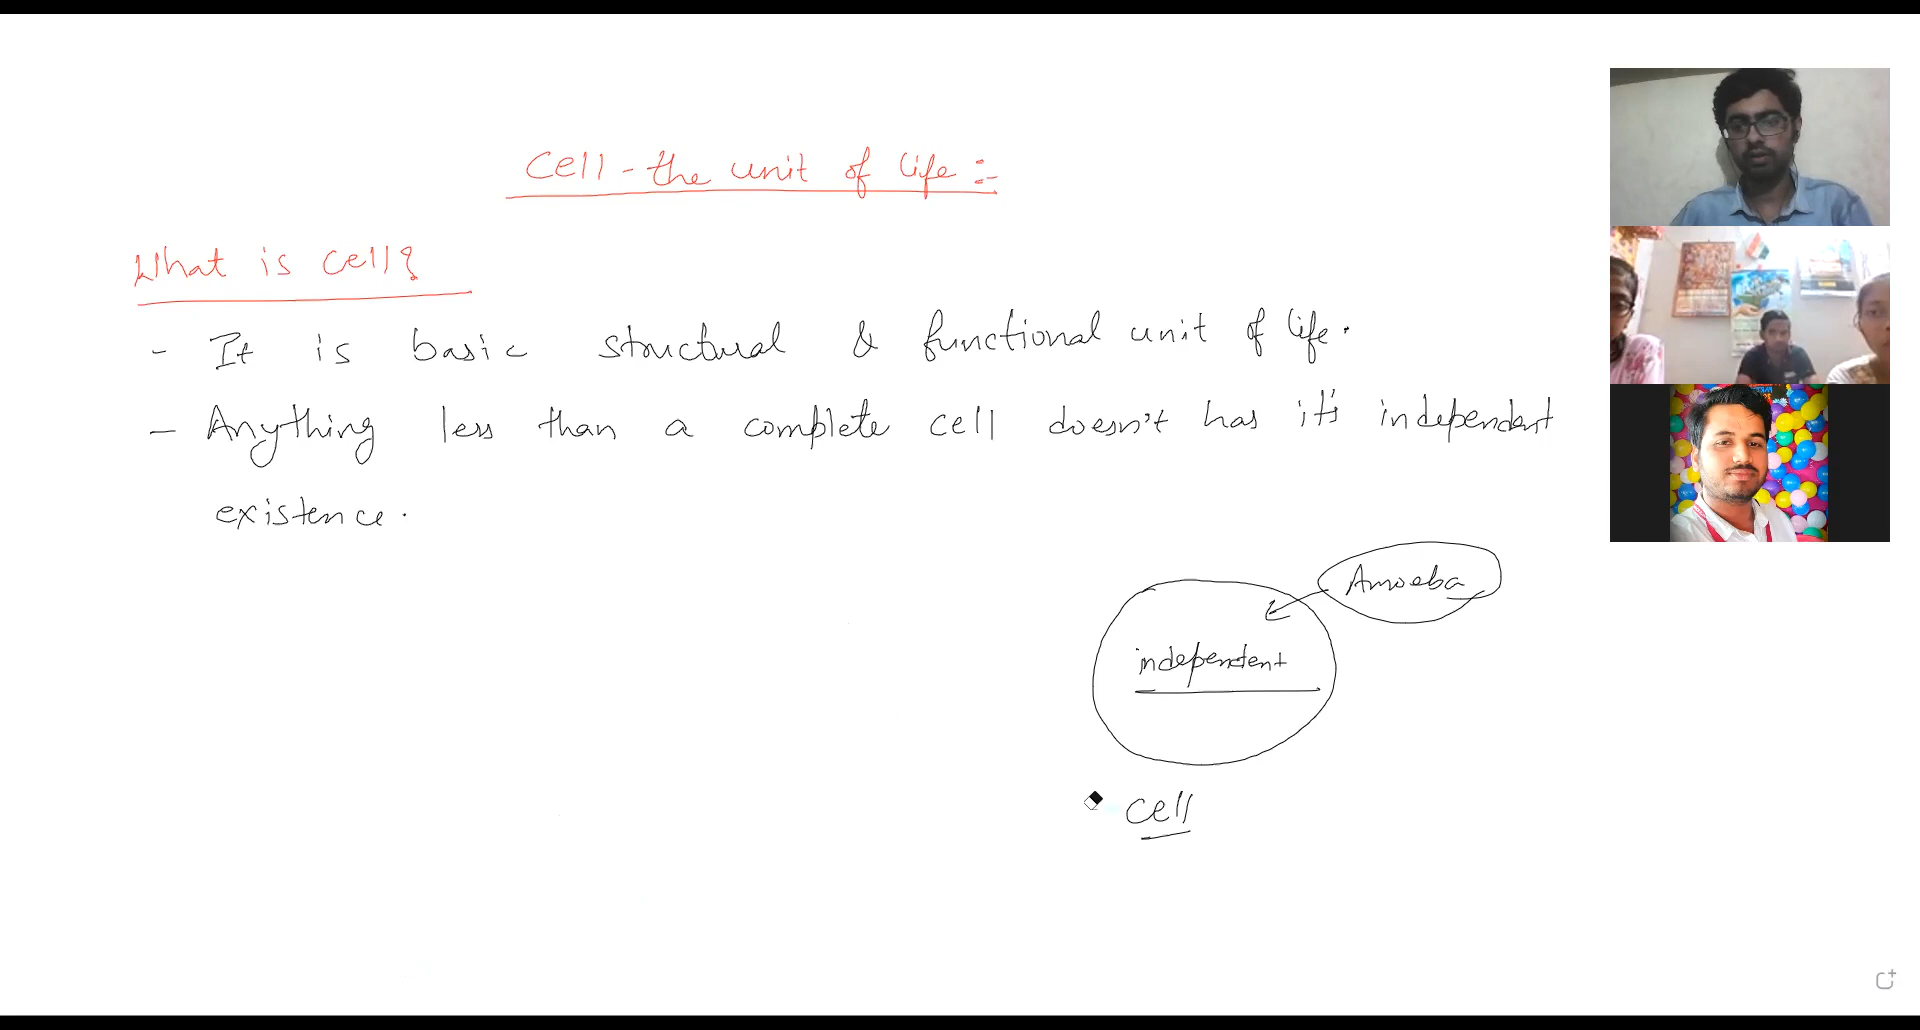 Cell - the unit of life :-
What is cell?
- It is basic structural & functional unit of life.
- Anything less than a complete cell doesn't has it's independent
existence.
Amoeba
independent
cell